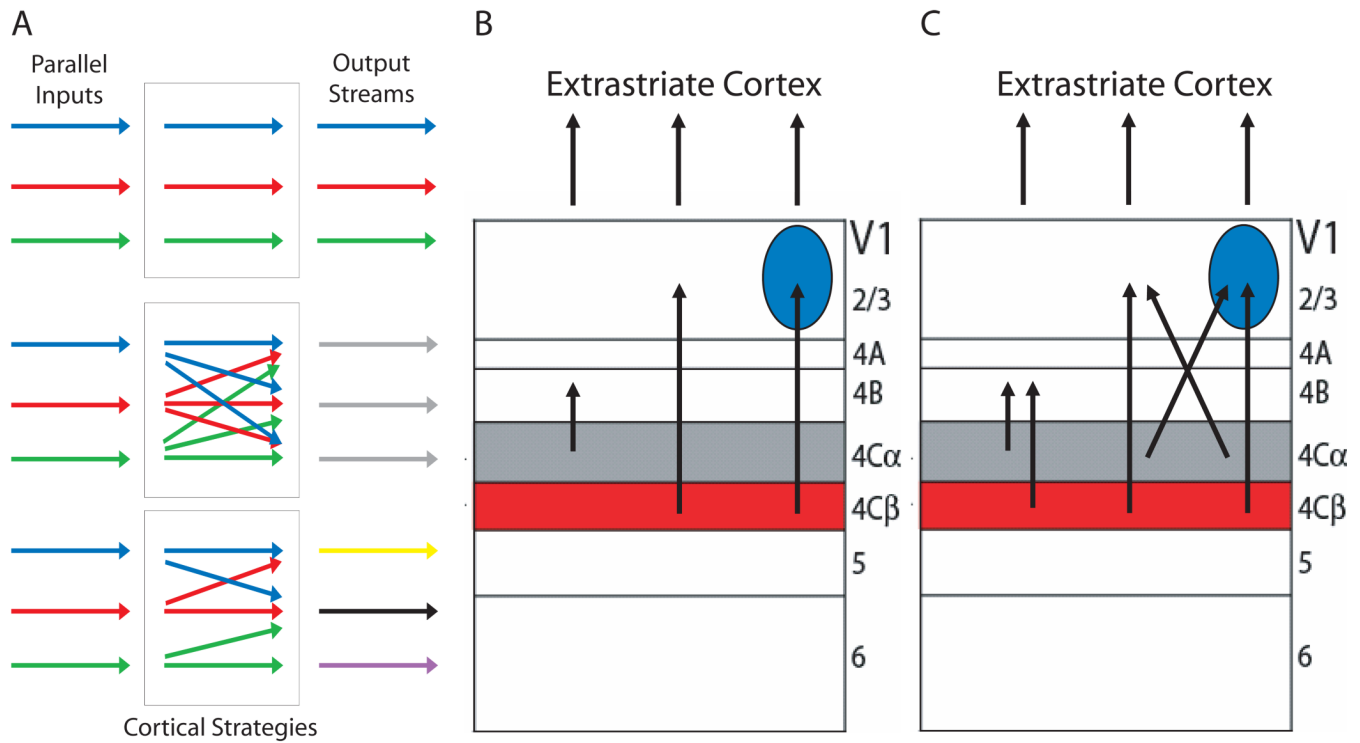 A
Parallel
Inputs
Output
Streams
Cortical Strategies
B
Extrastriate Cortex
V1
2/3
4A
4B
4Cα
4Cβ
5
6
C
Extrastriate Cortex
V1
2/3
4A
4B
4Cα
4Cβ
5
6